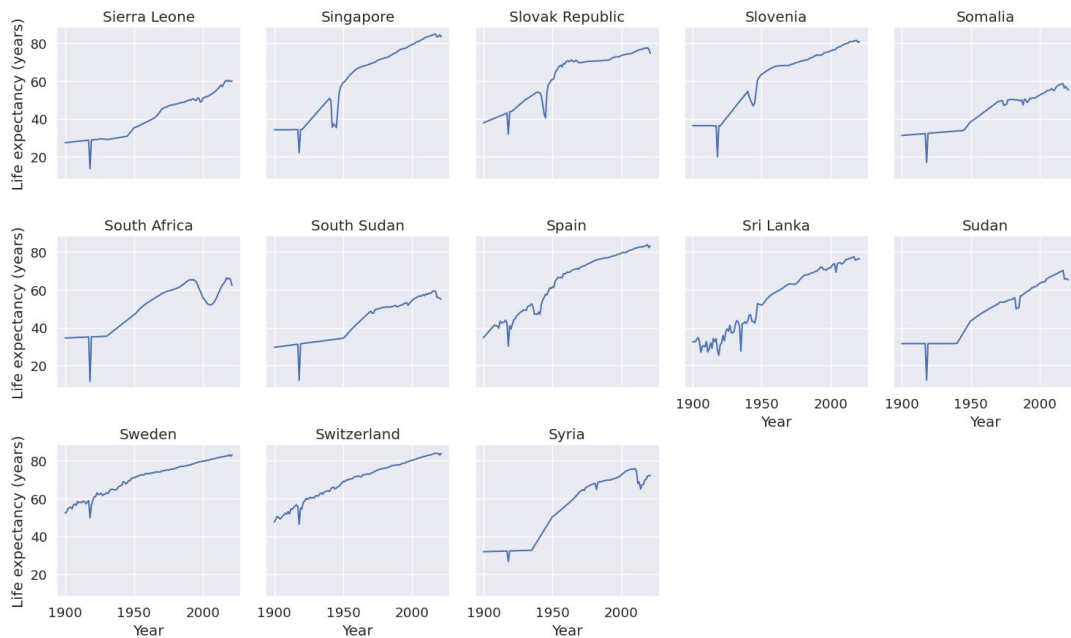 Sierra Leone Singapore Slovak Republic Slovenia Somalia
Life expectancy (years)
80
60
40
20
South Africa South Sudan Spain Sri Lanka Sudan
Life expectancy (years)
80
60
40
20
1900 1950 2000 1900 1950 2000
Year Year
Sweden Switzerland Syria
Life expectancy (years)
80
60
40
20
1900 1950 2000 1900 1950 2000 1900 1950 2000
Year Year Year